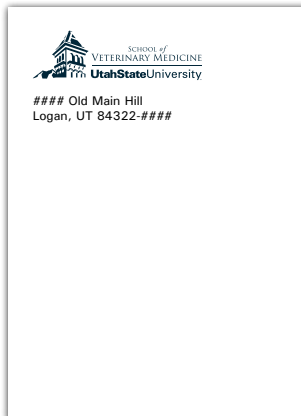 School of
Veterinary Medicine
UtahStateUniversity
#### Old Main Hill
Logan, UT 84322-####